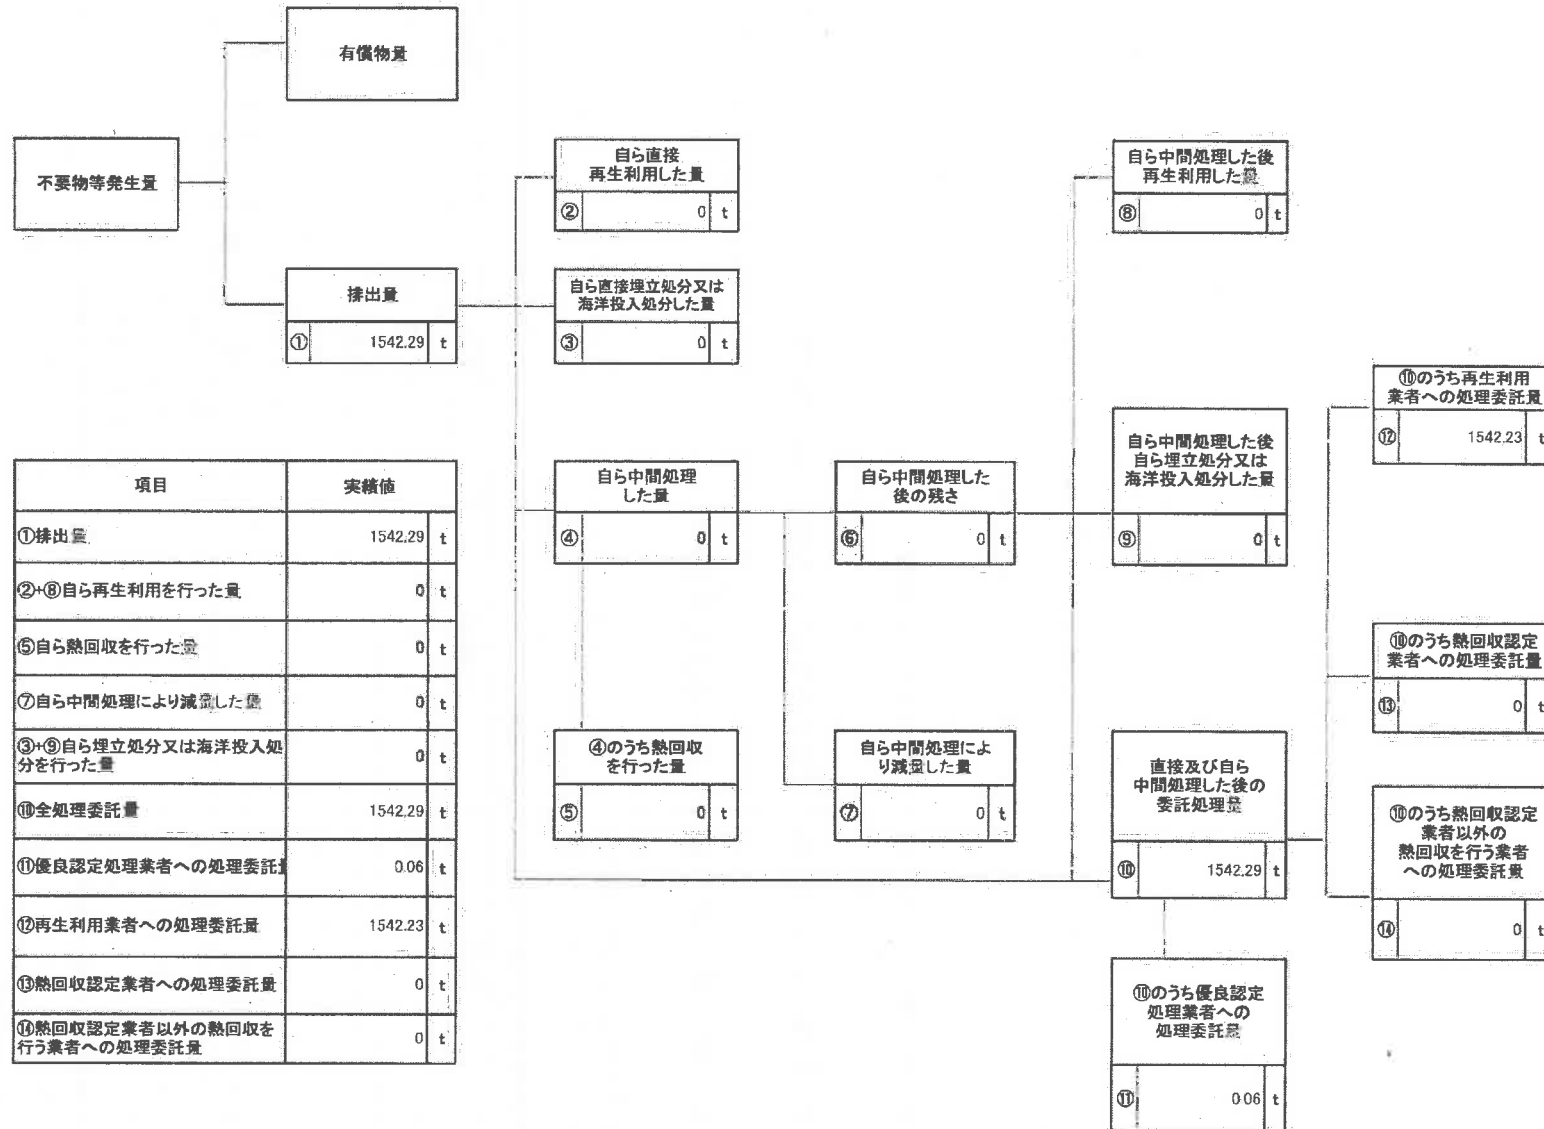 有償物量
不要物等発生量
排出量
① 1542.29 t
自ら直接
再生利用した量
② 0 t
自ら直接埋立処分又は
海洋投入処分した量
③ 0 t
自ら中間処理
した量
④ 0 t
④のうち熱回収
を行った量
⑤ 0 t
自ら中間処理した
後の残さ
⑥ 0 t
自ら中間処理によ
り減量した量
⑦ 0 t
自ら中間処理した後
再生利用した量
⑧ 0 t
自ら中間処理した後
自ら埋立処分又は
海洋投入処分した量
⑨ 0 t
直接及び自ら
中間処理した後の
委託処理量
⑩ 1542.29 t
⑩のうち優良認定
処理業者への
処理委託量
⑪ 0.06 t
⑩のうち再生利用
業者への処理委託量
⑫ 1542.23 t
⑩のうち熱回収認定
業者への処理委託量
⑬ 0 t
⑩のうち熱回収認定
業者以外の
熱回収を行う業者
への処理委託量
⑭ 0 t
項目 実績値
①排出量 1542.29 t
②+⑧自ら再生利用を行った量 0 t
⑤自ら熱回収を行った量 0 t
⑦自ら中間処理により減量した量 0 t
③+⑨自ら埋立処分又は海洋投入処
分を行った量 0 t
⑩全処理委託量 1542.29 t
⑪優良認定処理業者への処理委託量 0.06 t
⑫再生利用業者への処理委託量 1542.23 t
⑬熱回収認定業者への処理委託量 0 t
⑭熱回収認定業者以外の熱回収を
行う業者への処理委託量 0 t